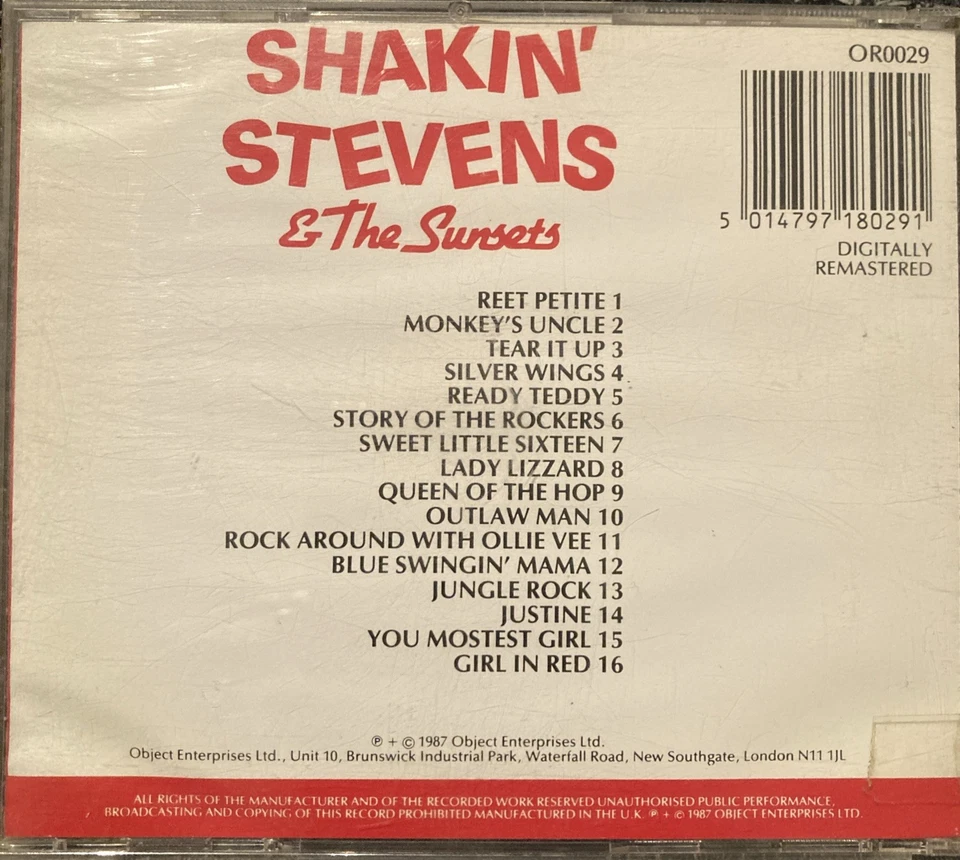 SHAKIN'
STEVENS
& The Sunsets
OR0029
5 014797 180291
DIGITALLY
REMASTERED
REET PETITE 1
MONKEY'S UNCLE 2
TEAR IT UP 3
SILVER WINGS 4
READY TEDDY 5
STORY OF THE ROCKERS 6
SWEET LITTLE SIXTEEN 7
LADY LIZZARD 8
QUEEN OF THE HOP 9
OUTLAW MAN 10
ROCK AROUND WITH OLLIE VEE 11
BLUE SWINGIN' MAMA 12
JUNGLE ROCK 13
JUSTINE 14
YOU MOSTEST GIRL 15
GIRL IN RED 16
℗ + © 1987 Object Enterprises Ltd.
Object Enterprises Ltd., Unit 10, Brunswick Industrial Park, Waterfall Road, New Southgate, London N11 1JL
ALL RIGHTS OF THE MANUFACTURER AND OF THE RECORDED WORK RESERVED UNAUTHORISED PUBLIC PERFORMANCE,
BROADCASTING AND COPYING OF THIS RECORD PROHIBITED MANUFACTURED IN THE U.K. ℗ + © 1987 OBJECT ENTERPRISES LTD.